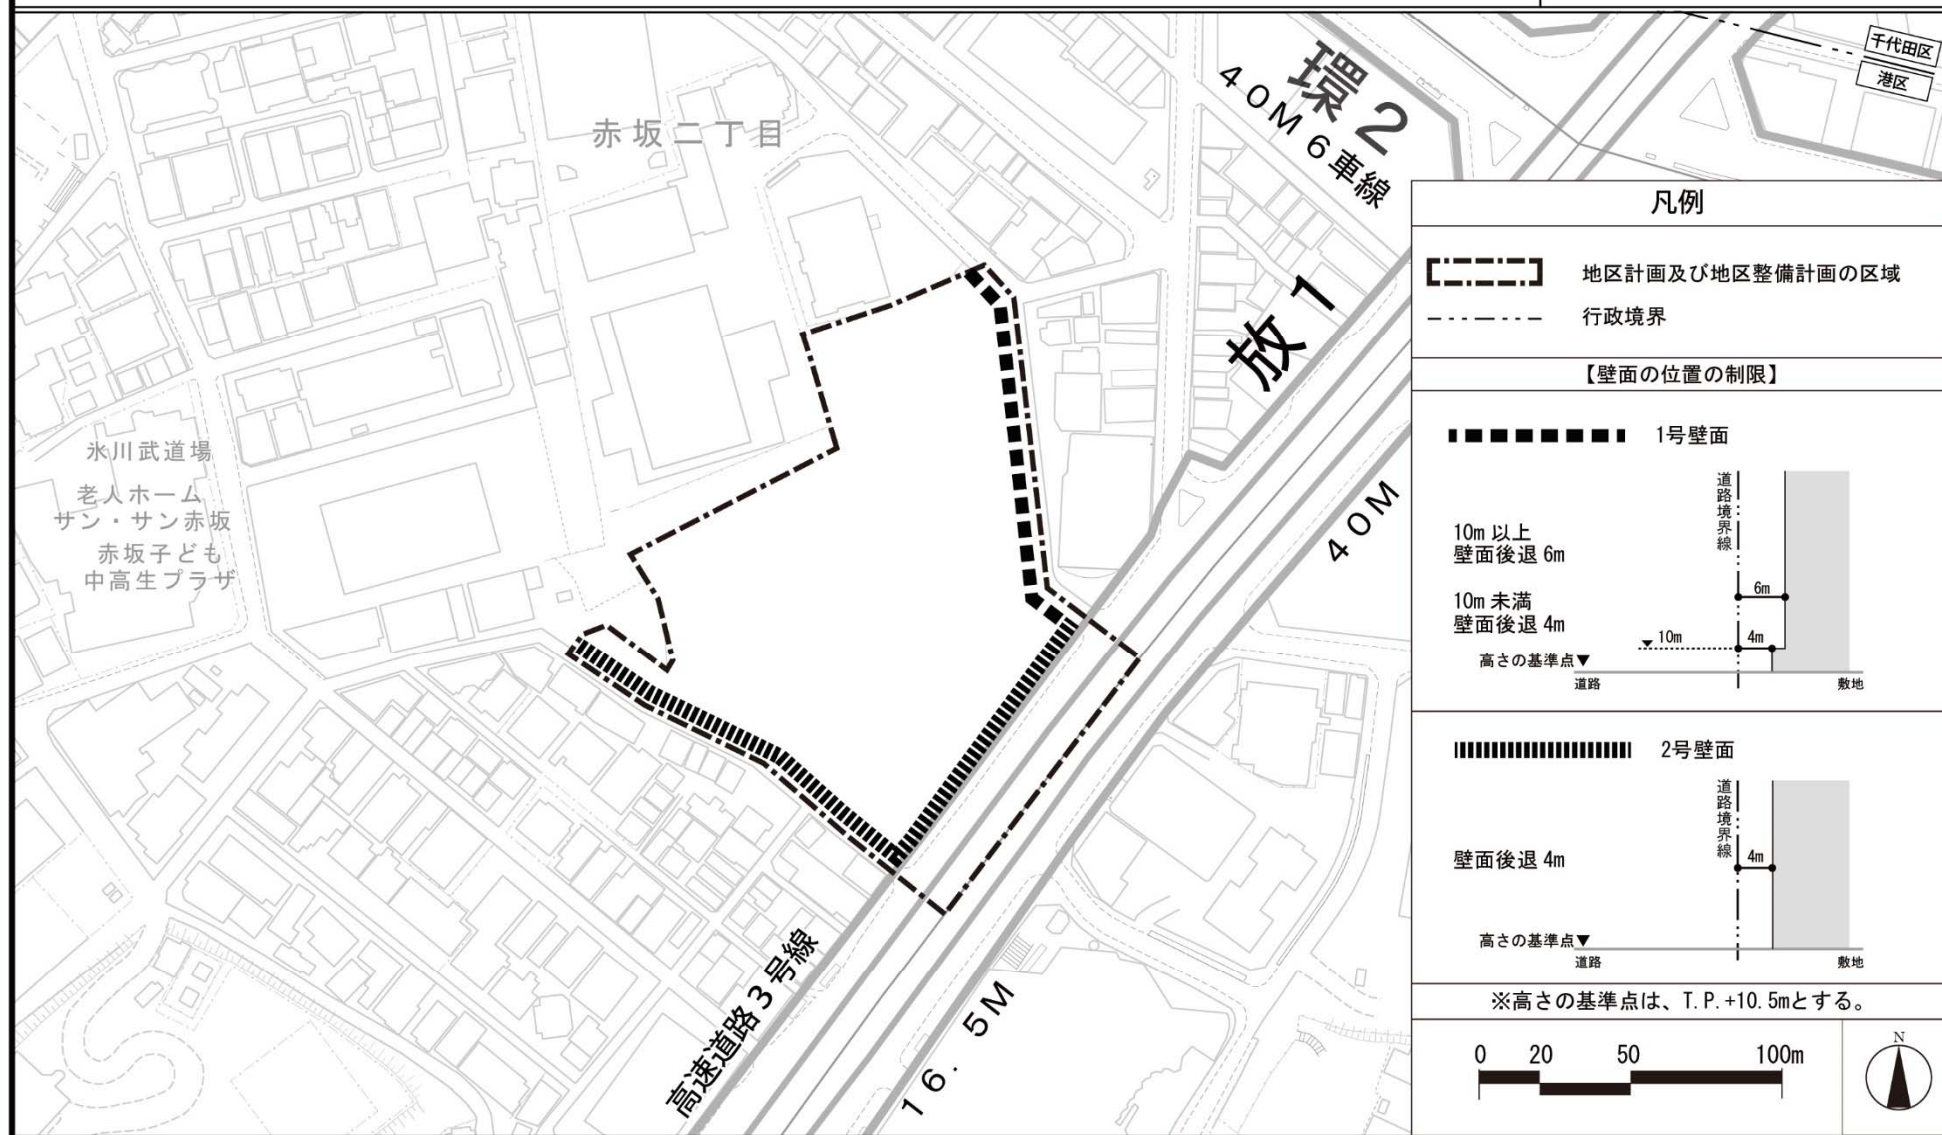 千代田区
港区
環2
40M 6車線
赤坂二丁目
放1
40M
氷川武道場
老人ホーム
サン・サン赤坂
赤坂子ども
中高生プラザ
高速道路3号線
16.5M
凡例
地区計画及び地区整備計画の区域
行政境界
【壁面の位置の制限】
1号壁面
道路境界線
10m 以上
壁面後退 6m
6m
10m 未満
壁面後退 4m
10m
4m
高さの基準点▼
道路
敷地
2号壁面
道路境界線
壁面後退 4m
4m
高さの基準点▼
道路
敷地
※高さの基準点は、T.P.+10.5mとする。
0 20 50 100m
N